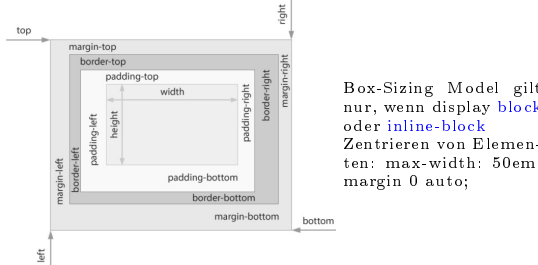 right
top
margin-top
border-top
padding-top
width
height
padding-left
border-left
margin-left
padding-right
border-right
margin-right
padding-bottom
border-bottom
margin-bottom
bottom
left
Box-Sizing Model gilt
nur, wenn display block
oder inline-block
Zentrieren von Elemen-
ten: max-width: 50em
margin 0 auto;